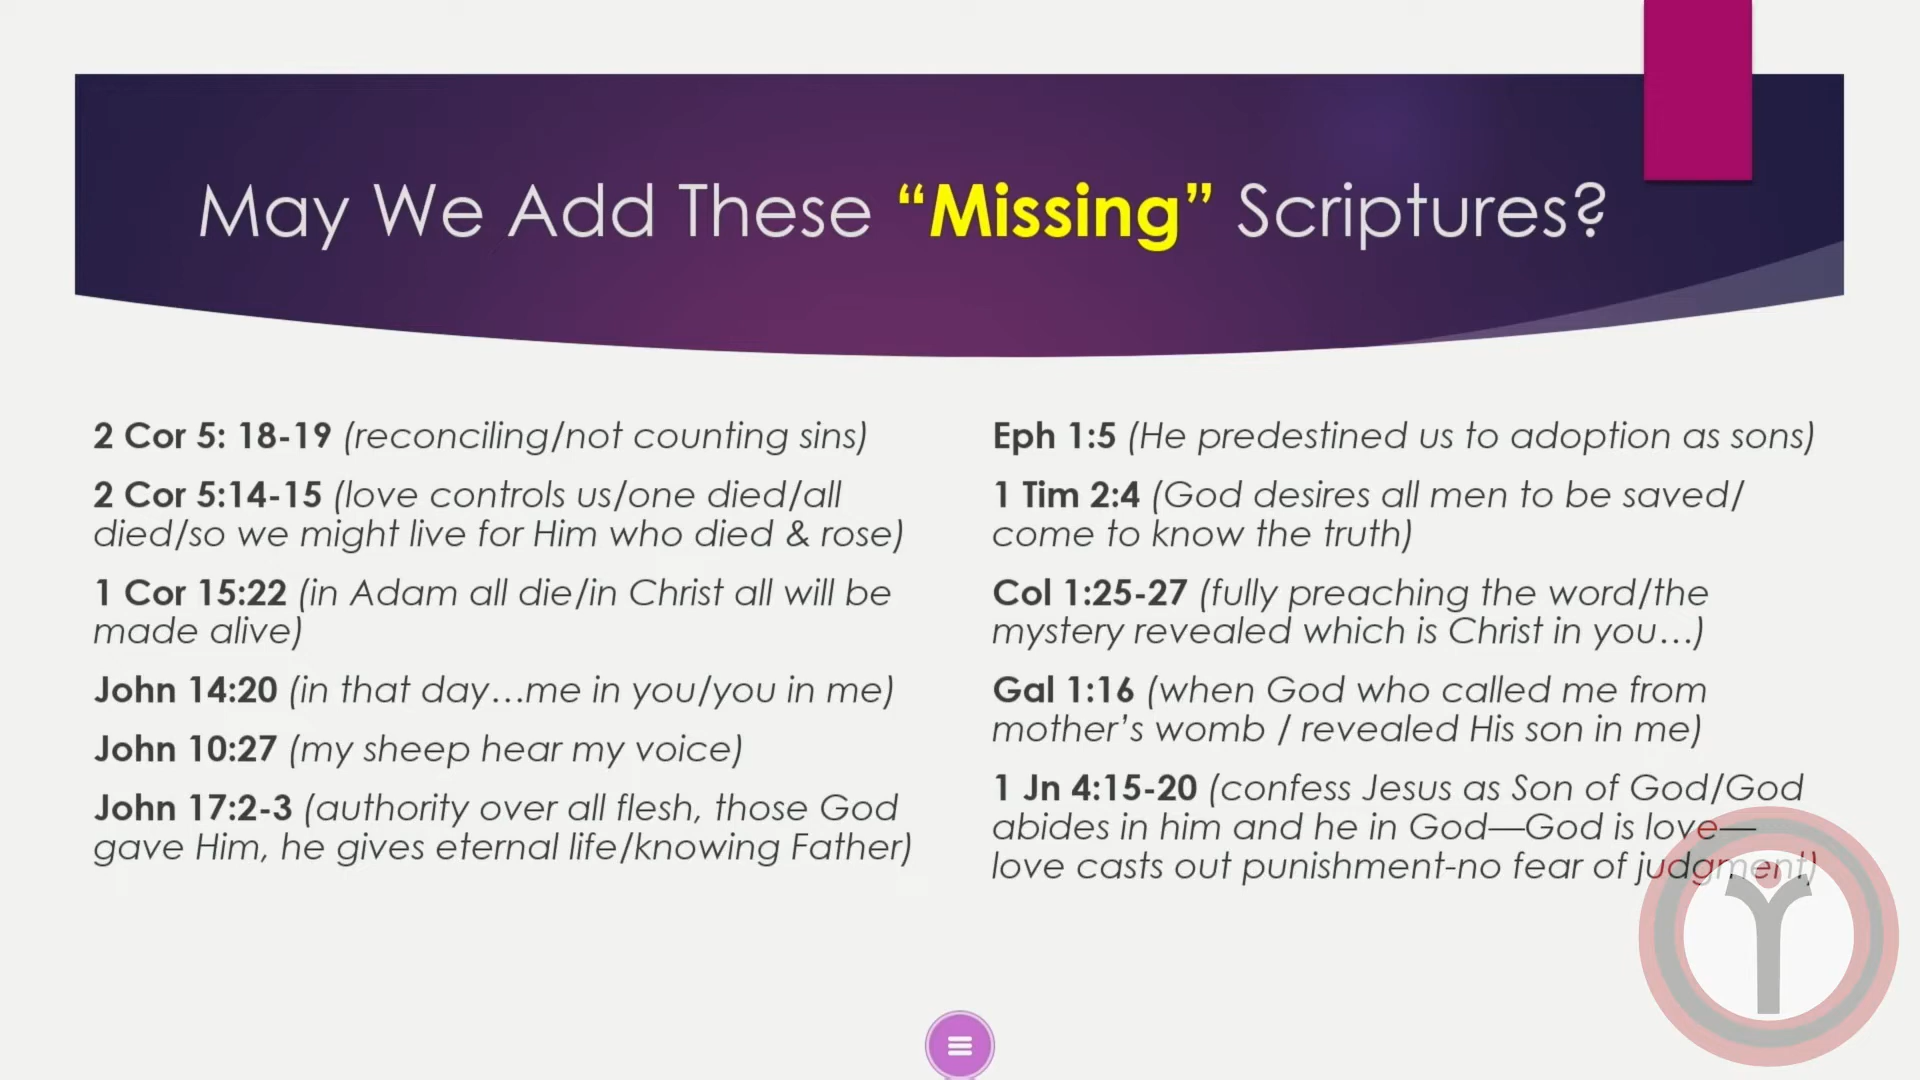 May We Add These “Missing” Scriptures?
2 Cor 5: 18-19 (reconciling/not counting sins)
2 Cor 5:14-15 (love controls us/one died/all
died/so we might live for Him who died & rose)
1 Cor 15:22 (in Adam all die/in Christ all will be
made alive)
John 14:20 (in that day…me in you/you in me)
John 10:27 (my sheep hear my voice)
John 17:2-3 (authority over all flesh, those God
gave Him, he gives eternal life/knowing Father)
Eph 1:5 (He predestined us to adoption as sons)
1 Tim 2:4 (God desires all men to be saved/
come to know the truth)
Col 1:25-27 (fully preaching the word/the
mystery revealed which is Christ in you…)
Gal 1:16 (when God who called me from
mother’s womb / revealed His son in me)
1 Jn 4:15-20 (confess Jesus as Son of God/God
abides in him and he in God—God is love—
love casts out punishment-no fear of judgment)